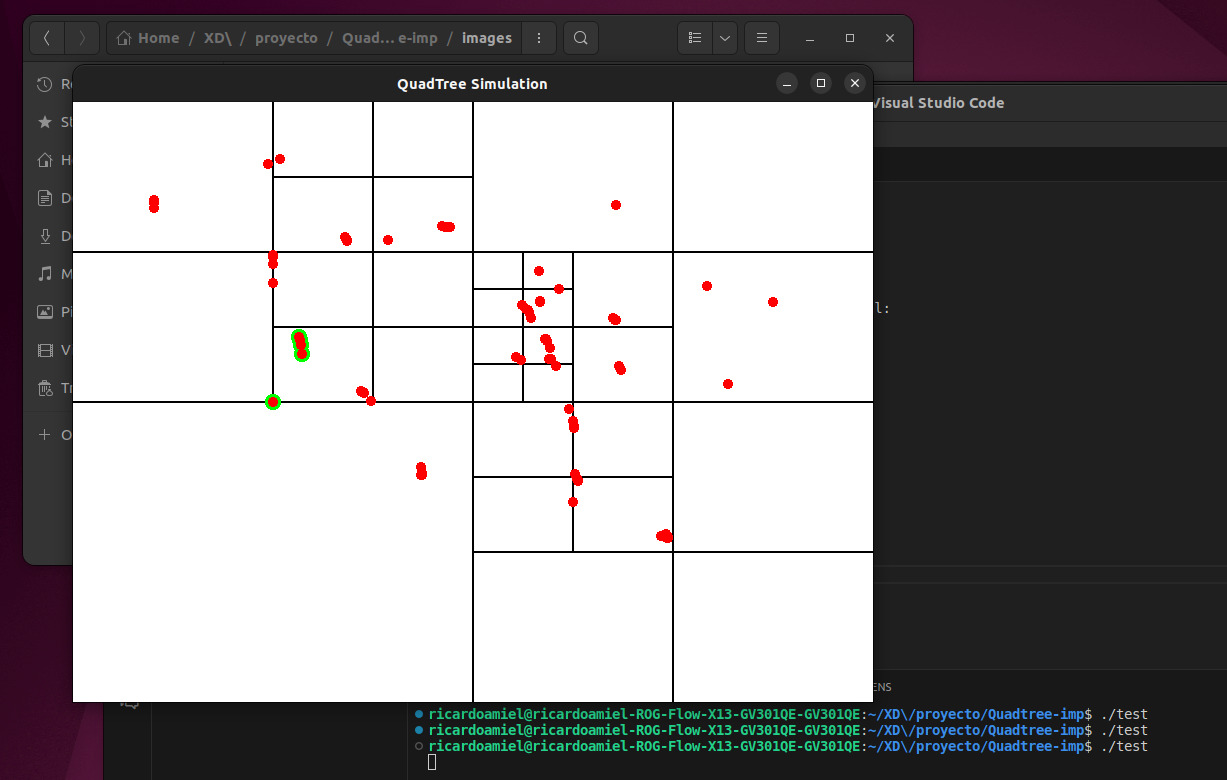 Home / XD\ / proyecto / Quad… e-imp / images
QuadTree Simulation
Visual Studio Code
l:
ricardoamiel@ricardoamiel-ROG-Flow-X13-GV301QE-GV301QE:~/XD\/proyecto/Quadtree-imp$ ./test
ricardoamiel@ricardoamiel-ROG-Flow-X13-GV301QE-GV301QE:~/XD\/proyecto/Quadtree-imp$ ./test
ricardoamiel@ricardoamiel-ROG-Flow-X13-GV301QE-GV301QE:~/XD\/proyecto/Quadtree-imp$ ./test